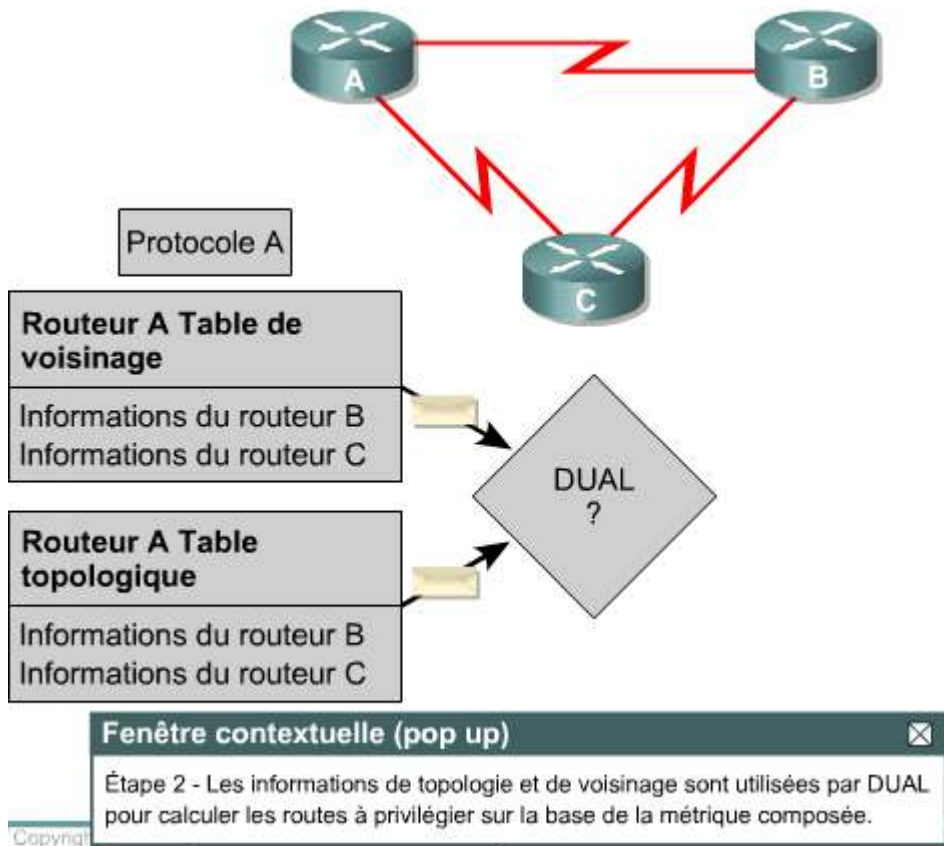 A
B
C
Protocole A
Routeur A Table de
voisinage
Informations du routeur B
Informations du routeur C
DUAL
?
Routeur A Table
topologique
Informations du routeur B
Informations du routeur C
Fenêtre contextuelle (pop up)
Étape 2 - Les informations de topologie et de voisinage sont utilisées par DUAL
pour calculer les routes à privilégier sur la base de la métrique composée.